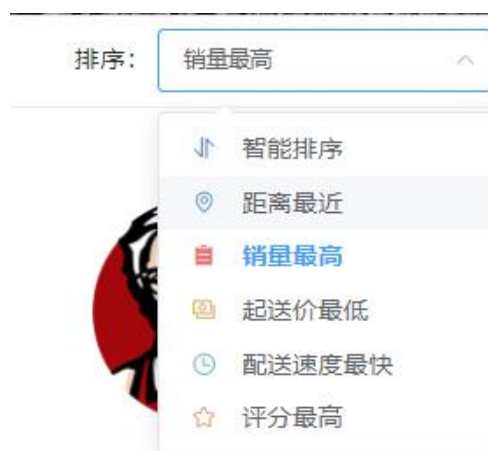 排序：销量最高
智能排序
距离最近
销量最高
起送价最低
配送速度最快
评分最高